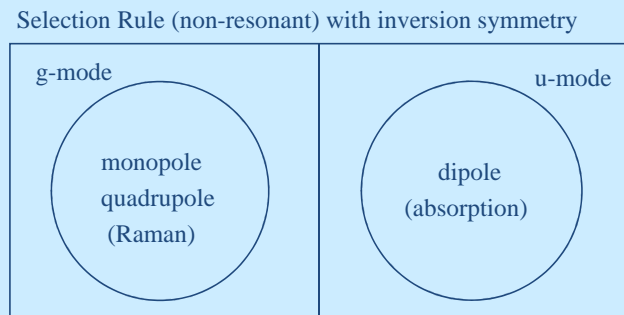 Selection Rule (non-resonant) with inversion symmetry
g-mode
monopole
quadrupole
(Raman)
u-mode
dipole
(absorption)